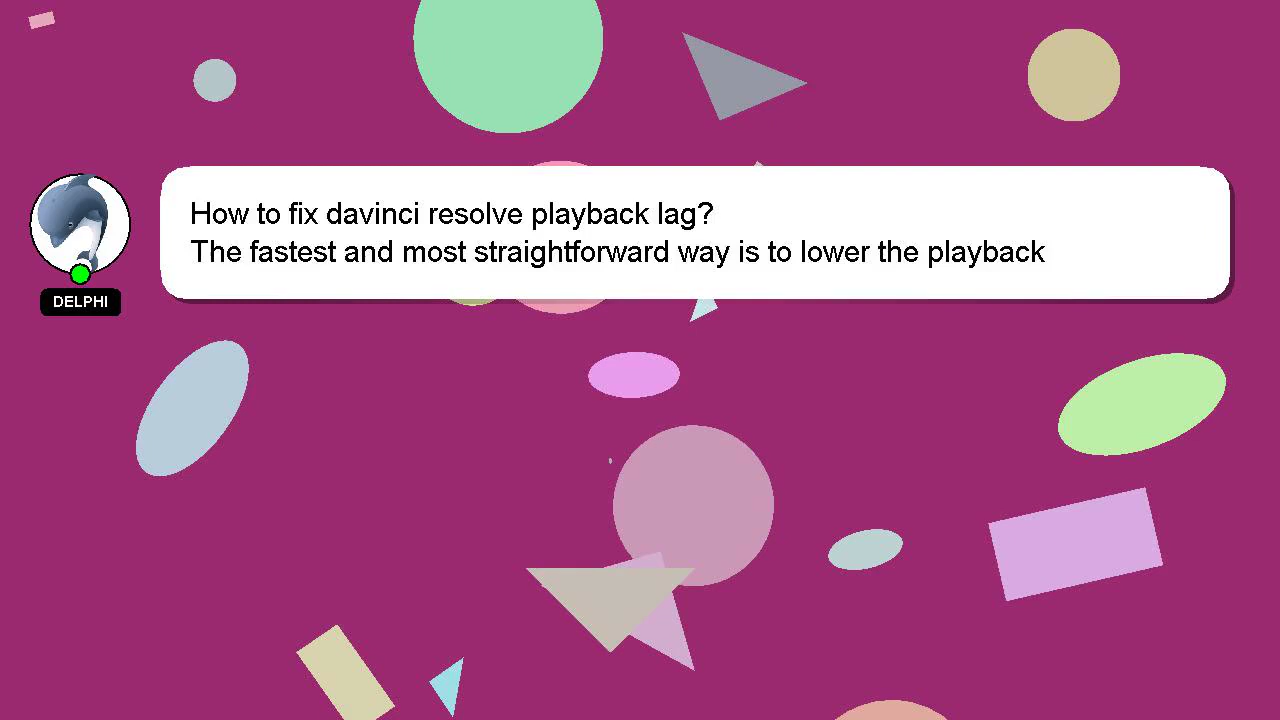 How to fix davinci resolve playback lag?
The fastest and most straightforward way is to lower the playback
DELPHI